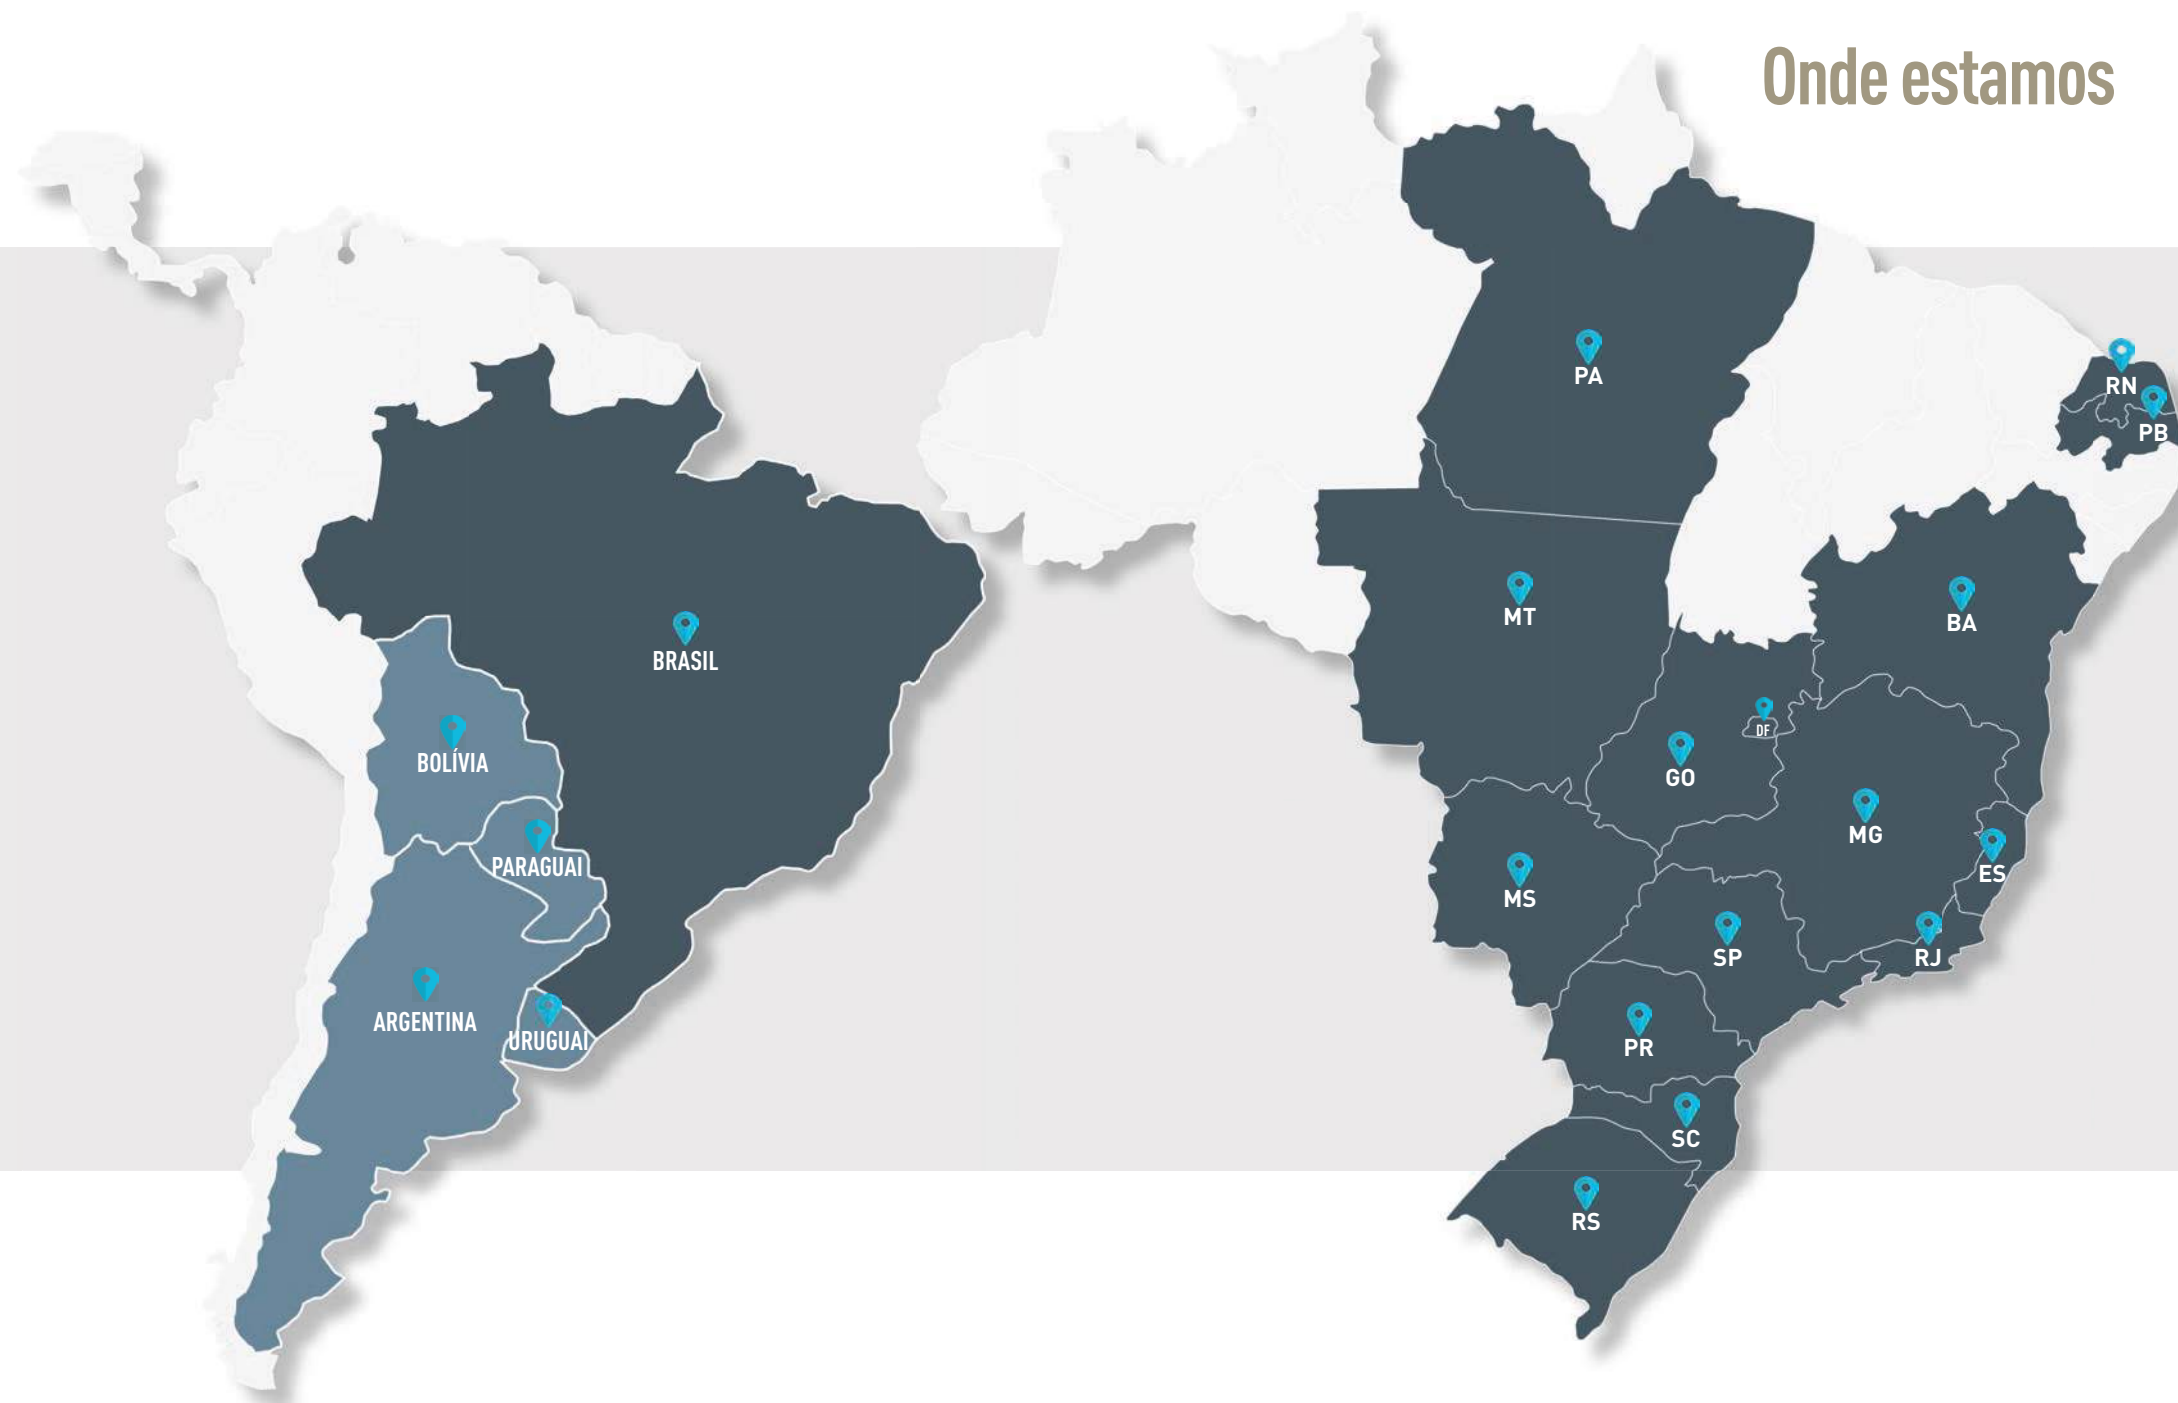 Onde estamos
BRASIL
BOLÍVIA
PARAGUAI
ARGENTINA
URUGUAI
PA
RN
PB
MT
BA
DF
GO
MG
ES
MS
SP
RJ
PR
SC
RS